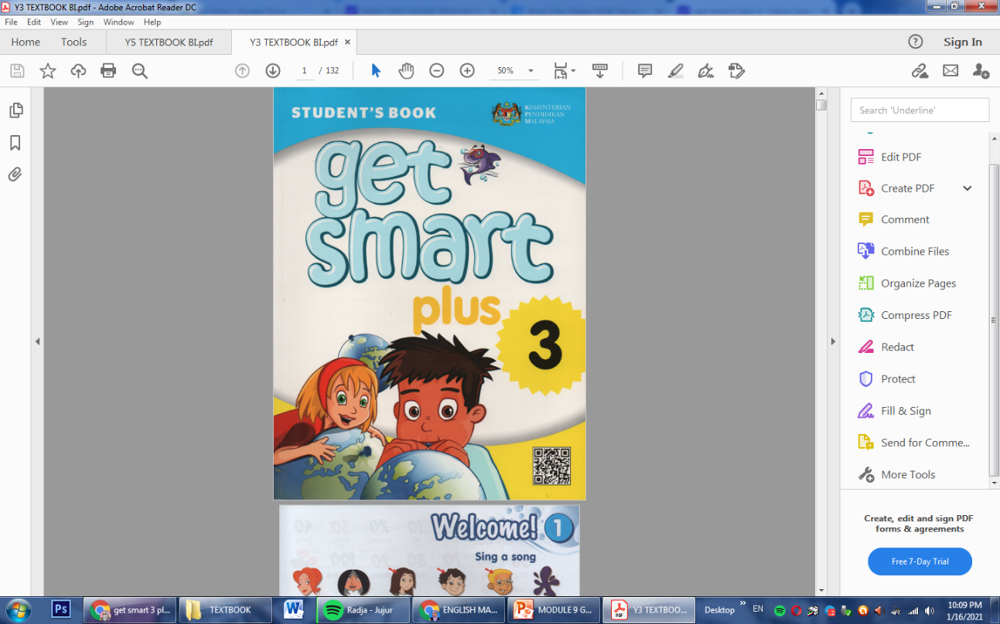 Y3 TEXTBOOK BI.pdf - Adobe Acrobat Reader DC
File Edit View Sign Window Help
Home Tools Y5 TEXTBOOK BI.pdf Y3 TEXTBOOK BI.pdf × ? Sign In
1 / 132 50%
STUDENT'S BOOK
KEMENTERIAN
PENDIDIKAN
MALAYSIA
get
smart
plus
3
Welcome! 1
Sing a song
Search 'Underline'
Edit PDF
Create PDF
Comment
Combine Files
Organize Pages
Compress PDF
Redact
Protect
Fill & Sign
Send for Comme...
More Tools
Create, edit and sign PDF
forms & agreements
Free 7-Day Trial
Ps get smart 3 pl... TEXTBOOK W Radja - Jujur ENGLISH MA... MODULE 9 G... Y3 TEXTBOO... Desktop » EN 10:09 PM
1/16/2021